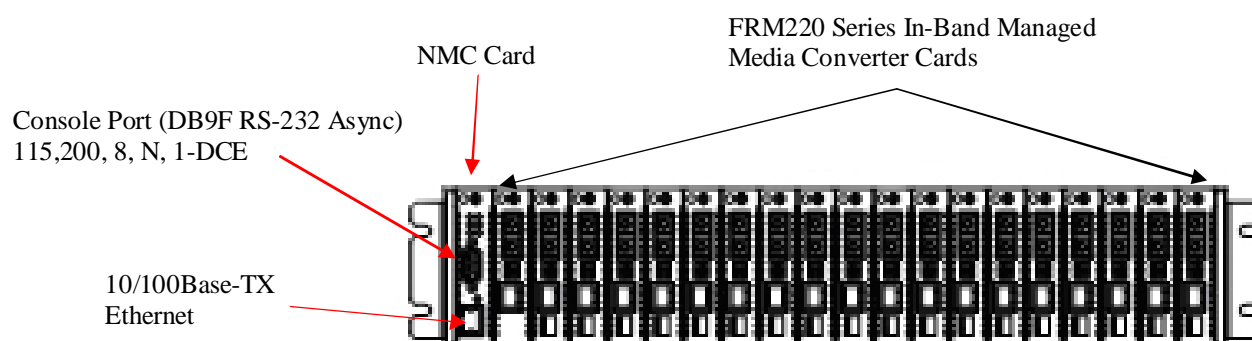 FRM220 Series In-Band Managed
Media Converter Cards
NMC Card
Console Port (DB9F RS-232 Async)
115,200, 8, N, 1-DCE
10/100Base-TX
Ethernet